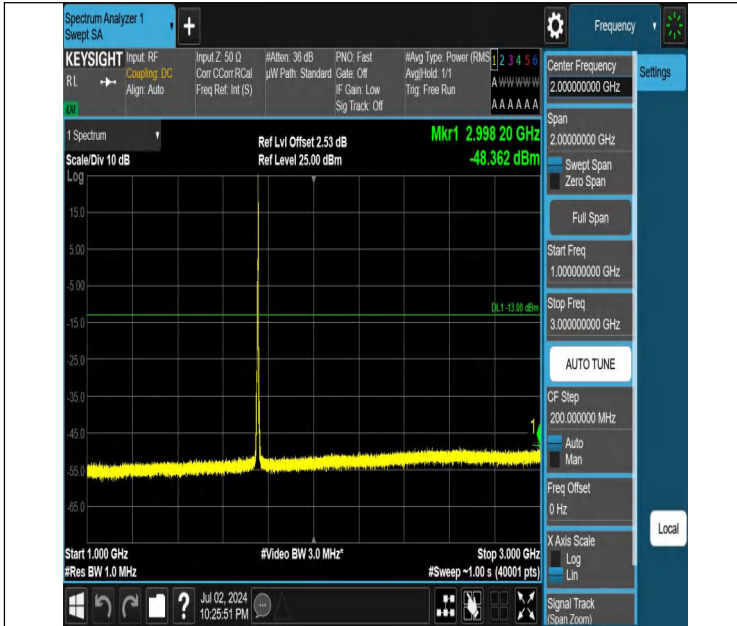 Spectrum Analyzer 1
Swept SA
+
Frequency
KEYSIGHT
RL
Input: RF
Coupling: DC
Align: Auto
Input Z: 50 Ω
Corr CCorr RCal
Freq Ref: Int (S)
#Atten: 36 dB
µW Path: Standard
PNO: Fast
Gate: Off
IF Gain: Low
Sig Track: Off
#Avg Type: Power (RMS
Avg|Hold: 1/1
Trig: Free Run
1 2 3 4 5 6
A W W W W W
A A A A A A
1 Spectrum
Scale/Div 10 dB
Log
Ref Lvl Offset 2.53 dB
Ref Level 25.00 dBm
Mkr1 2.998 20 GHz
-48.362 dBm
15.0
5.00
-5.00
DL1 -13.00 dBm
-15.0
-25.0
-35.0
-45.0
1
-55.0
-65.0
Start 1.000 GHz
#Video BW 3.0 MHz*
Stop 3.000 GHz
#Res BW 1.0 MHz
#Sweep ~1.00 s (40001 pts)
?
Jul 02, 2024
10:25:51 PM
Center Frequency
2.000000000 GHz
Settings
Span
2.00000000 GHz
Swept Span
Zero Span
Full Span
Start Freq
1.000000000 GHz
Stop Freq
3.000000000 GHz
AUTO TUNE
CF Step
200.000000 MHz
Auto
Man
Freq Offset
0 Hz
Local
X Axis Scale
Log
Lin
Signal Track
(Span Zoom)